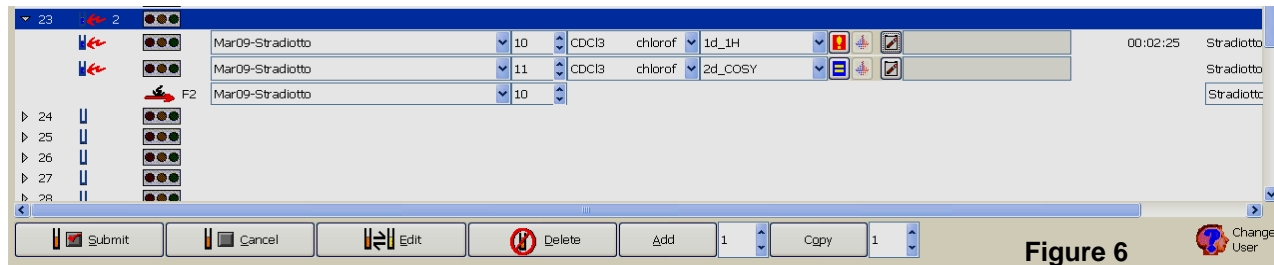 23 2
Mar09-Stradiotto 10 CDCl3 chlorof 1d_1H 00:02:25 Stradiotto
Mar09-Stradiotto 11 CDCl3 chlorof 2d_COSY Stradiotto
F2 Mar09-Stradiotto 10 Stradiotto
24
25
26
27
28
Submit Cancel Edit Delete Add 1 Copy 1 Change
User
Figure 6